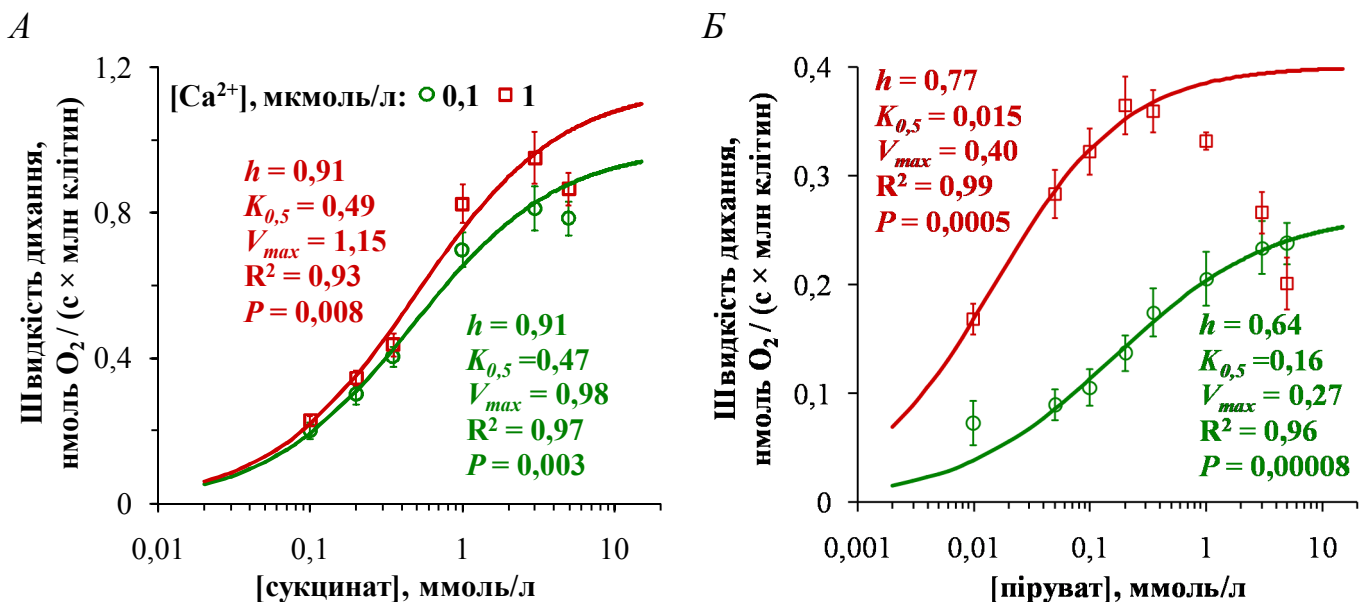 А
Швидкість дихання,
нмоль О₂ / (с × млн клітин)
1,2
0,8
0,4
0
[Ca²⁺], мкмоль/л: 0,1 1
h = 0,91
K0,5 = 0,49
Vmax = 1,15
R² = 0,93
P = 0,008
h = 0,91
K0,5 =0,47
Vmax = 0,98
R² = 0,97
P = 0,003
0,01 0,1 1 10
[сукцинат], ммоль/л
Б
Швидкість дихання,
нмоль О₂ / (с × млн клітин)
0,4
0,3
0,2
0,1
0
h = 0,77
K0,5 = 0,015
Vmax = 0,40
R² = 0,99
P = 0,0005
h = 0,64
K0,5 =0,16
Vmax = 0,27
R² = 0,96
P = 0,00008
0,001 0,01 0,1 1 10
[піруват], ммоль/л